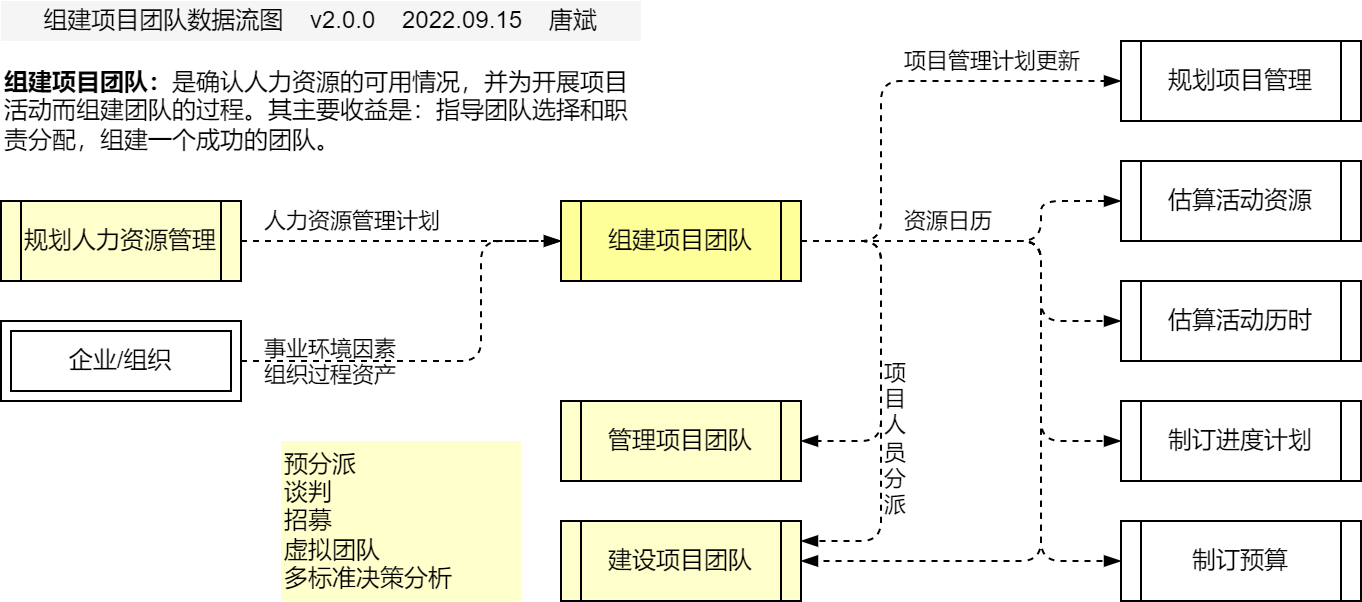 组建项目团队数据流图 v2.0.0 2022.09.15 唐斌
组建项目团队：是确认人力资源的可用情况，并为开展项目
活动而组建团队的过程。其主要收益是：指导团队选择和职
责分配，组建一个成功的团队。
项目管理计划更新
规划项目管理
规划人力资源管理
人力资源管理计划
组建项目团队
资源日历
估算活动资源
企业/组织
事业环境因素
组织过程资产
估算活动历时
项
目
人
员
分
派
管理项目团队
制订进度计划
预分派
谈判
招募
虚拟团队
多标准决策分析
建设项目团队
制订预算